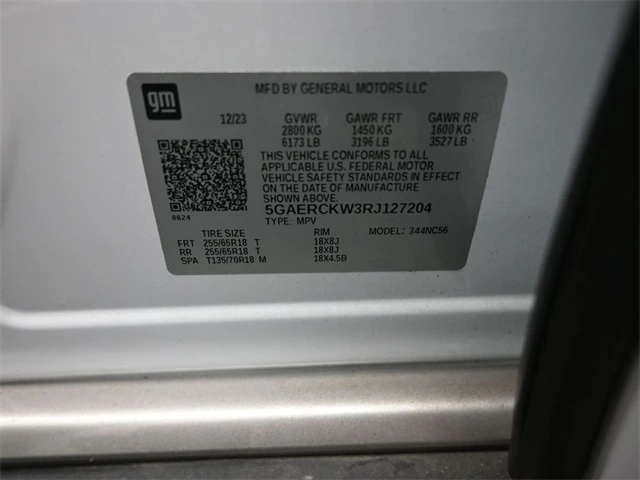 gm
MFD BY GENERAL MOTORS LLC
12/23 GVWR GAWR FRT GAWR RR
2800 KG 1450 KG 1600 KG
6173 LB 3196 LB 3527 LB
THIS VEHICLE CONFORMS TO ALL
APPLICABLE U.S. FEDERAL MOTOR
VEHICLE SAFETY STANDARDS IN EFFECT
ON THE DATE OF MANUFACTURE
SHOWN ABOVE.
8624
5GAERCKW3RJ127204
TYPE: MPV MODEL: 344NC56
TIRE SIZE RIM
FRT 255/65R18 T 18X8J
RR 255/65R18 T 18X8J
SPA T135/70R18 M 18X4.5B